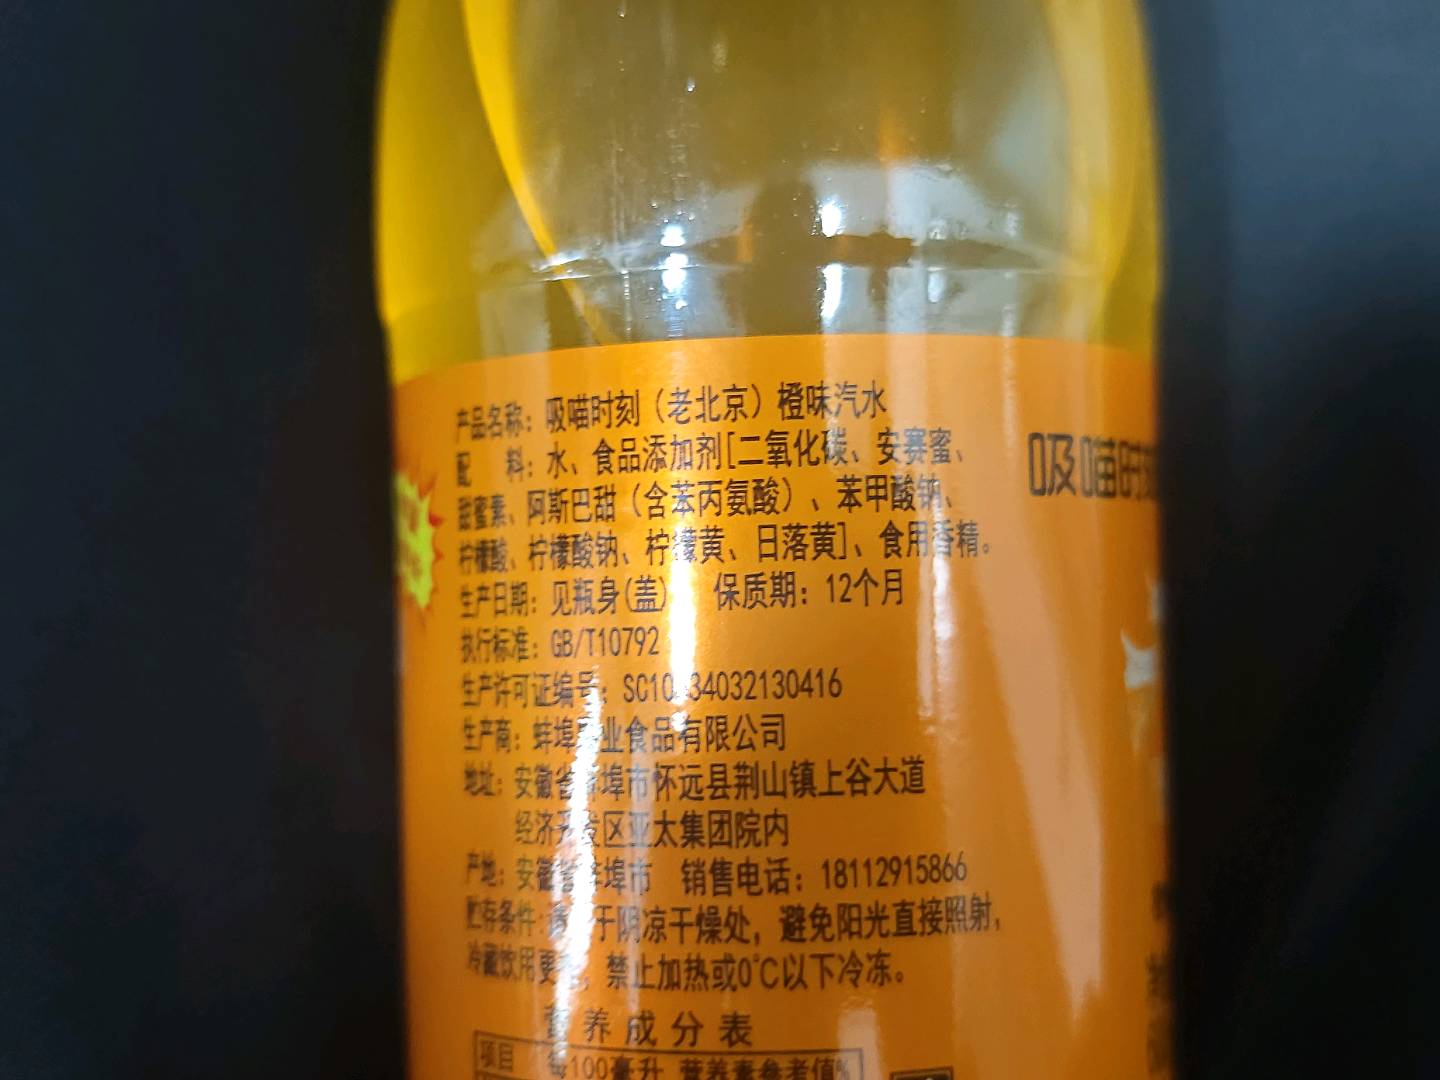 产品名称：吸喵时刻（老北京）橙味汽水
配 料：水、食品添加剂[二氧化碳、安赛蜜、
甜蜜素、阿斯巴甜（含苯丙氨酸）、苯甲酸钠、
柠檬酸、柠檬酸钠、柠檬黄、日落黄]、食用香精。
生产日期：见瓶身(盖) 保质期：12个月
执行标准：GB/T10792
生产许可证编号：
生产商：蚌埠 业食品有限公司
地址：安徽省蚌埠市怀远县荆山镇上谷大道
经济开发区亚太集团院内
产地：安徽省蚌埠市 销售电话：18112915866
贮存条件： 于阴凉干燥处，避免阳光直接照射，
冷藏饮用更 ，禁止加热或0℃以下冷冻。
营养成分表
项目 每100毫升 营养素参考值%
吸喵时刻